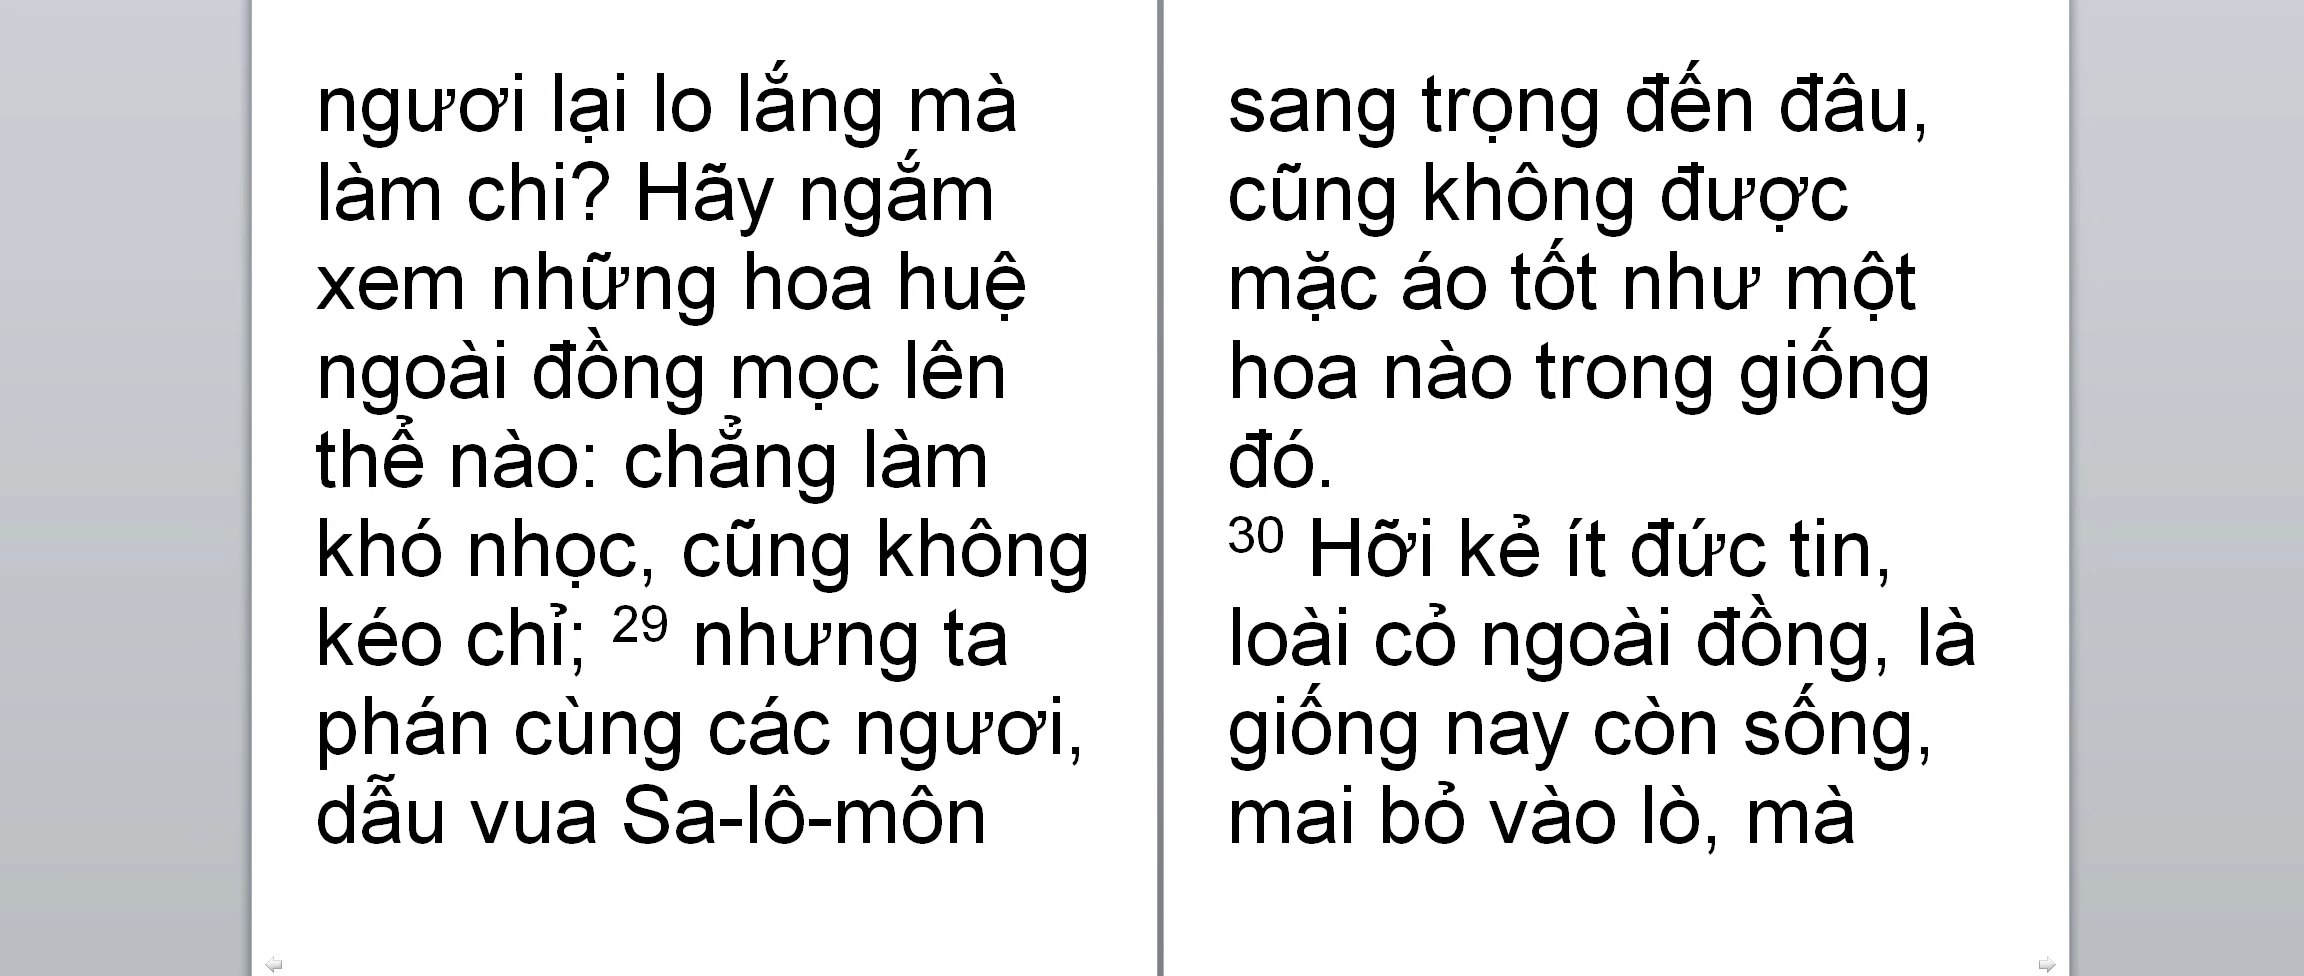 ngươi lại lo lắng mà
làm chi? Hãy ngắm
xem những hoa huệ
ngoài đồng mọc lên
thể nào: chẳng làm
khó nhọc, cũng không
kéo chỉ; 29 nhưng ta
phán cùng các ngươi,
dẫu vua Sa-lô-môn
sang trọng đến đâu,
cũng không được
mặc áo tốt như một
hoa nào trong giống
đó.
30 Hỡi kẻ ít đức tin,
loài cỏ ngoài đồng, là
giống nay còn sống,
mai bỏ vào lò, mà